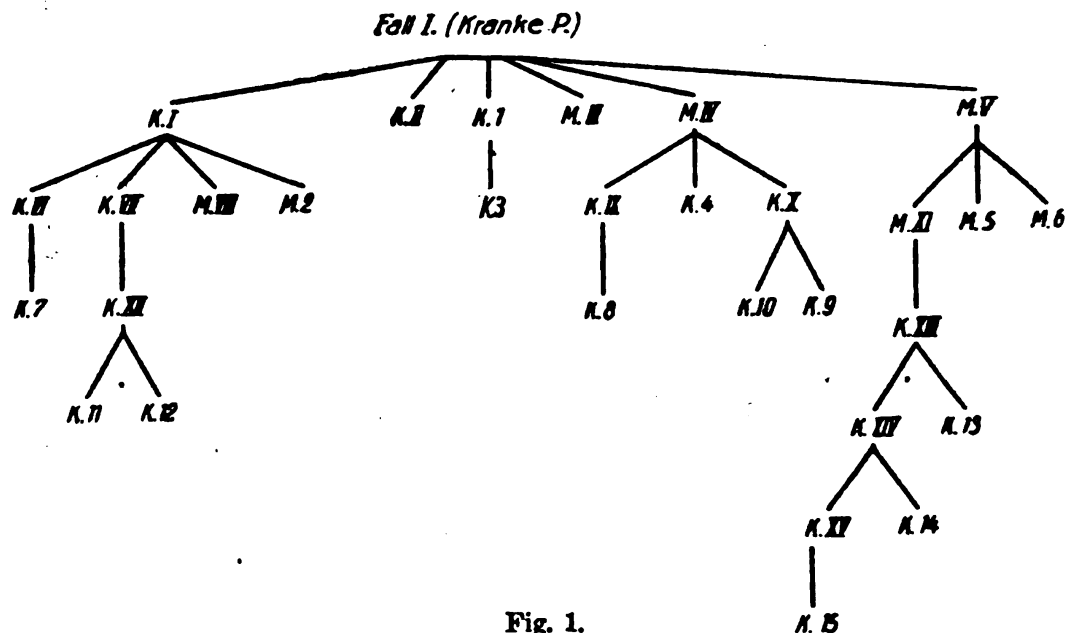 Fall I. (Kranke P.)
K.I K.II K.1 M.III M.IV M.V
K.VI K.VII M.VIII M.2 K3 K.IX K.4 K.X M.XI M.5 M.6
K.7 K.XII K.8 K.10 K.9 K.XIII
K.11 K.12 K.XIV K.13
K.XV K.14
Fig. 1. K.15